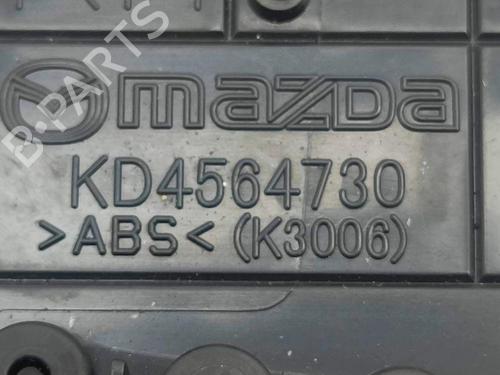 mazda
KD4564730
>ABS< (K3006)
B-PARTS